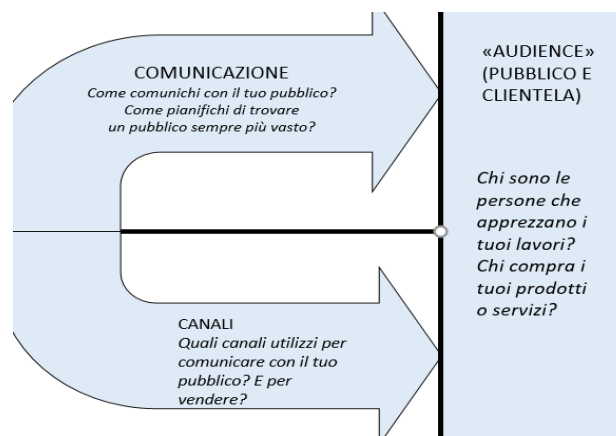 COMUNICAZIONE
Come comunichi con il tuo pubblico?
Come pianifichi di trovare
un pubblico sempre più vasto?
CANALI
Quali canali utilizzi per
comunicare con il tuo
pubblico? E per
vendere?
«AUDIENCE»
(PUBBLICO E
CLIENTELA)
Chi sono le
persone che
apprezzano i
tuoi lavori?
Chi compra i
tuoi prodotti
o servizi?